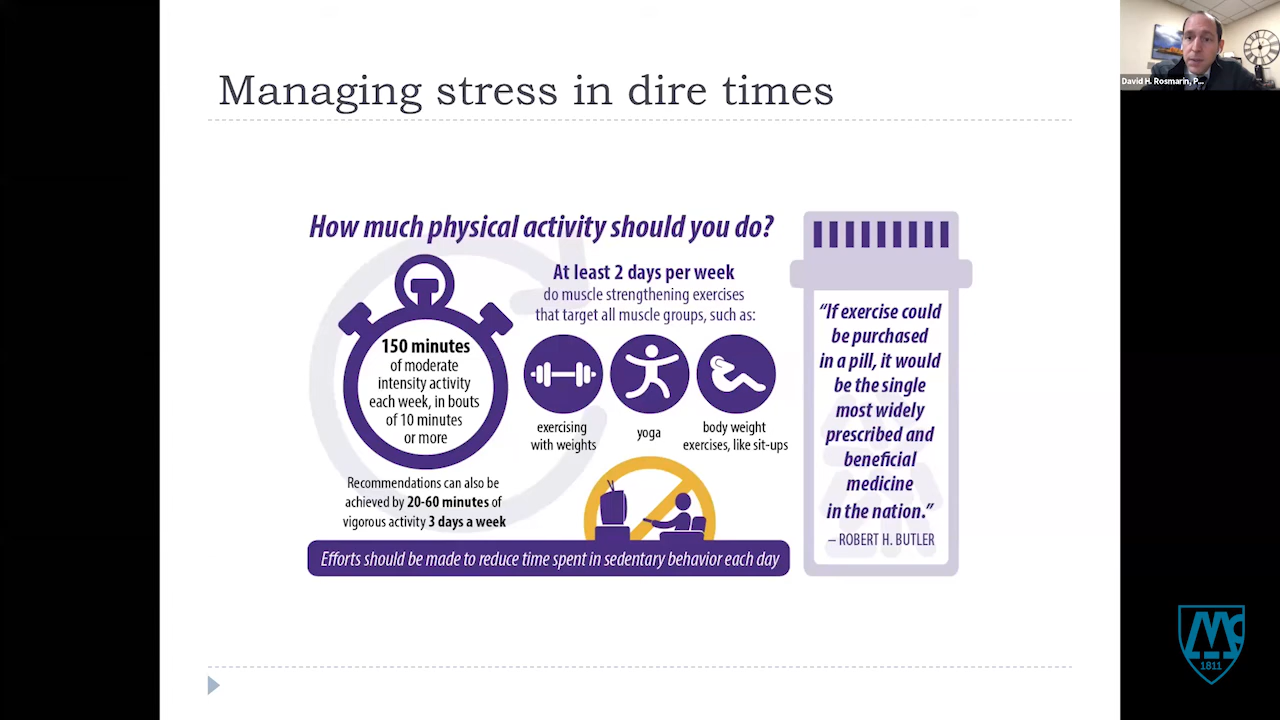 Managing stress in dire times
How much physical activity should you do?
150 minutes
of moderate
intensity activity
each week, in bouts
of 10 minutes
or more
Recommendations can also be
achieved by 20-60 minutes of
vigorous activity 3 days a week
At least 2 days per week
do muscle strengthening exercises
that target all muscle groups, such as:
exercising
with weights
yoga
body weight
exercises, like sit-ups
Efforts should be made to reduce time spent in sedentary behavior each day
“If exercise could
be purchased
in a pill, it would
be the single
most widely
prescribed and
beneficial
medicine
in the nation.”
– ROBERT H. BUTLER
David H. Rosmarin, P...
Mc
1811